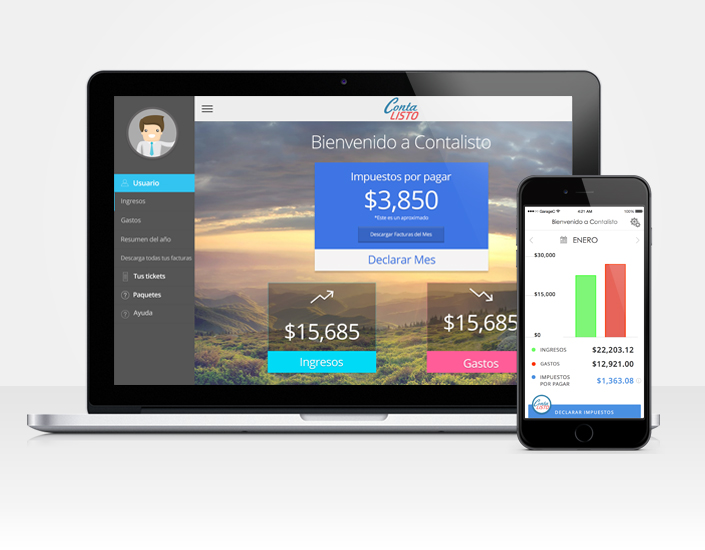 Conta
LISTO
Bienvenido a Contalisto
Impuestos por pagar
$3,850
*Este es un aproximado
Descargar Facturas del Mes
Declarar Mes
$15,685
Ingresos
$15,685
Gastos
Usuario
Ingresos
Gastos
Resumen del año
Descarga todas tus facturas
Tus tickets
Paquetes
Ayuda
GarageC 4:21 AM 100%
Bienvenido a Contalisto
ENERO
$30,000
$15,000
$0
INGRESOS $22,203.12
GASTOS $12,921.00
IMPUESTOS
POR PAGAR $1,363.08
Conta
LISTO
DECLARAR IMPUESTOS